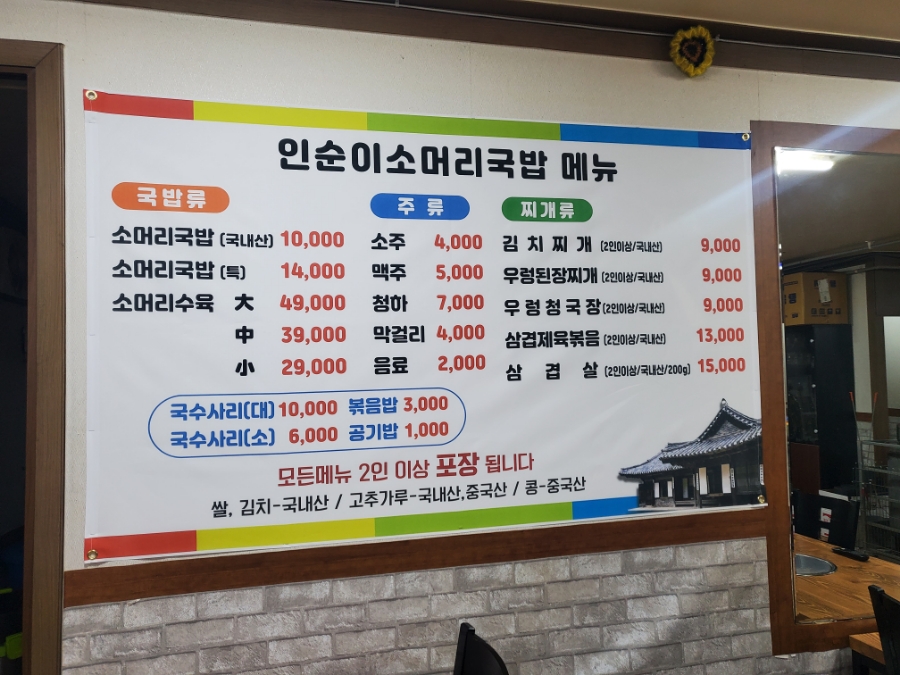 인순이소머리국밥 메뉴
국밥류
소머리국밥 (국내산) 10,000
소머리국밥 (특) 14,000
소머리수육 大 49,000
中 39,000
小 29,000
주 류
소주 4,000
맥주 5,000
청하 7,000
막걸리 4,000
음료 2,000
찌개류
김 치 찌 개 (2인이상/국내산) 9,000
우렁된장찌개 (2인이상/국내산) 9,000
우 렁 청 국 장 (2인이상/국내산) 9,000
삼겹제육볶음 (2인이상/국내산) 13,000
삼 겹 살 (2인이상/국내산/200g) 15,000
국수사리(대) 10,000 볶음밥 3,000
국수사리(소) 6,000 공기밥 1,000
모든메뉴 2인 이상 포장 됩니다
쌀, 김치-국내산 / 고추가루-국내산,중국산 / 콩-중국산